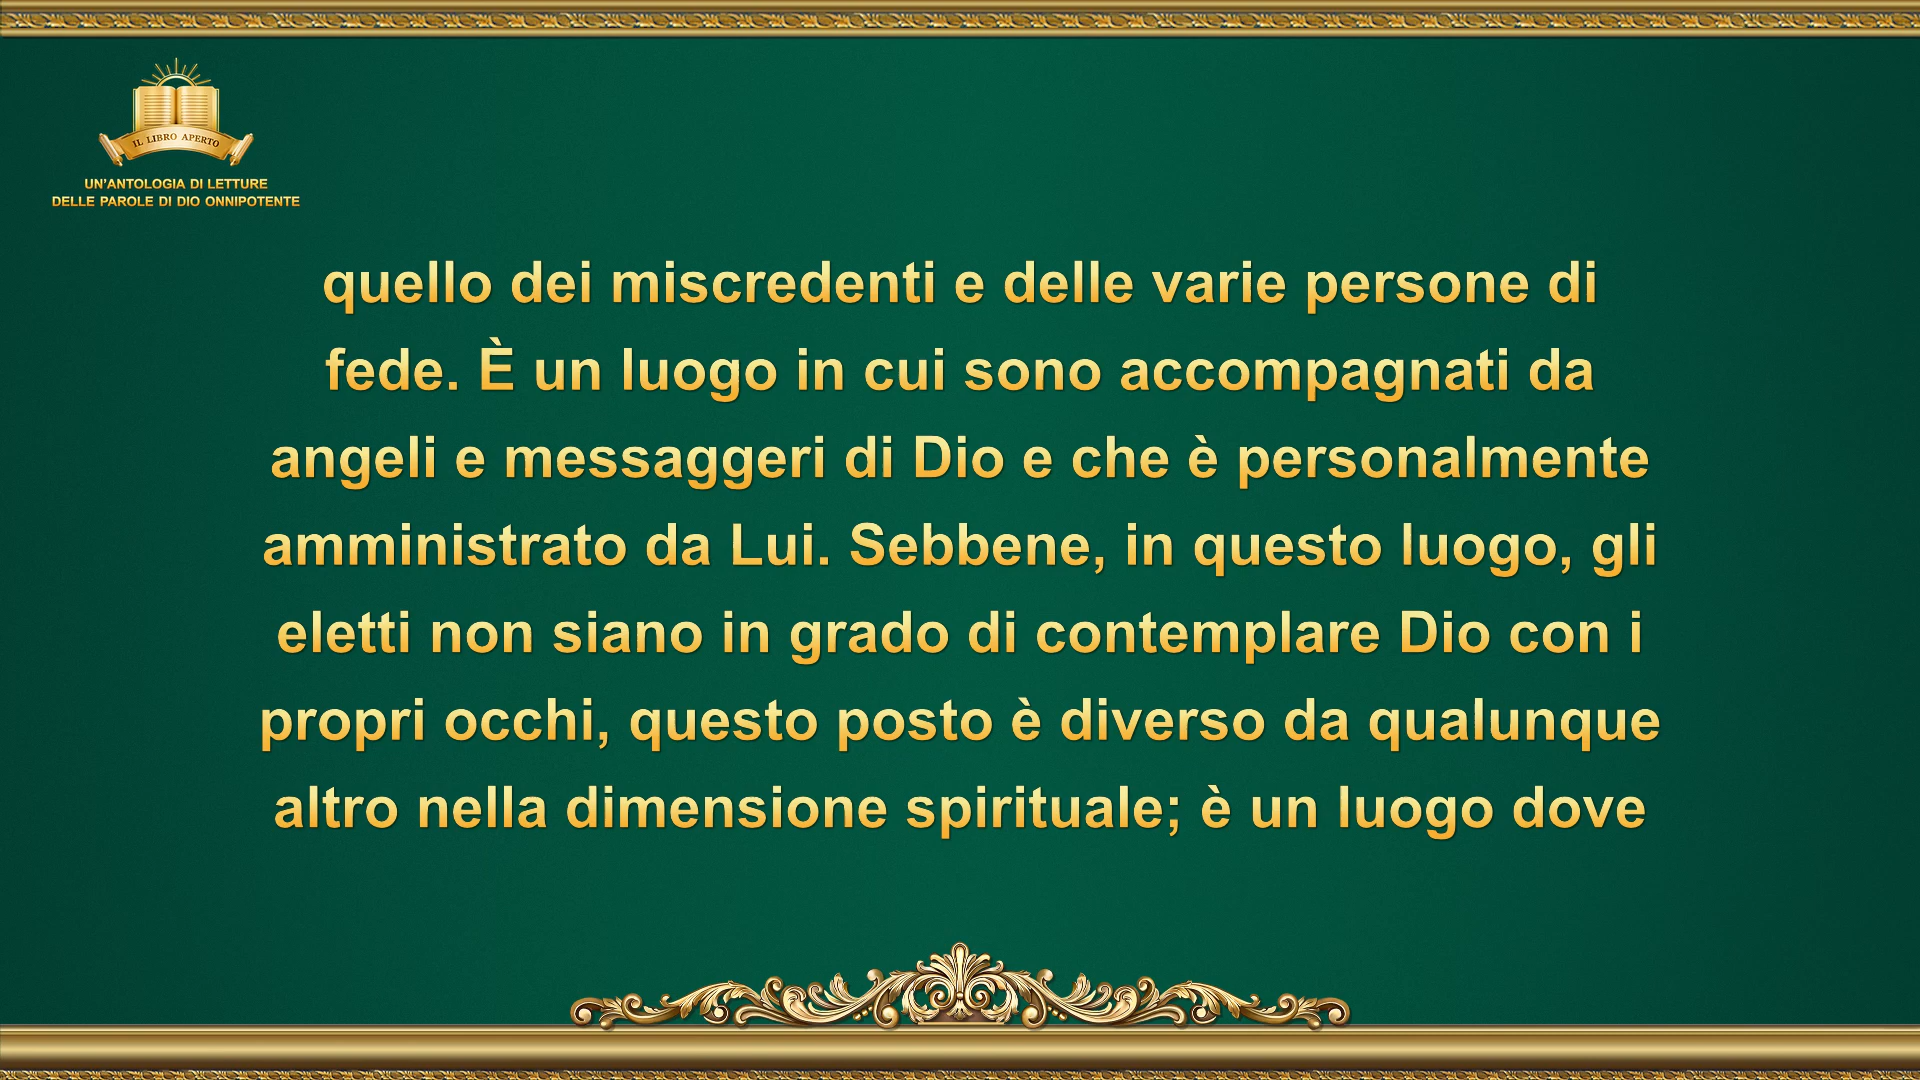 IL LIBRO APERTO
UN'ANTOLOGIA DI LETTURE
DELLE PAROLE DI DIO ONNIPOTENTE
quello dei miscredenti e delle varie persone di
fede. È un luogo in cui sono accompagnati da
angeli e messaggeri di Dio e che è personalmente
amministrato da Lui. Sebbene, in questo luogo, gli
eletti non siano in grado di contemplare Dio con i
propri occhi, questo posto è diverso da qualunque
altro nella dimensione spirituale; è un luogo dove